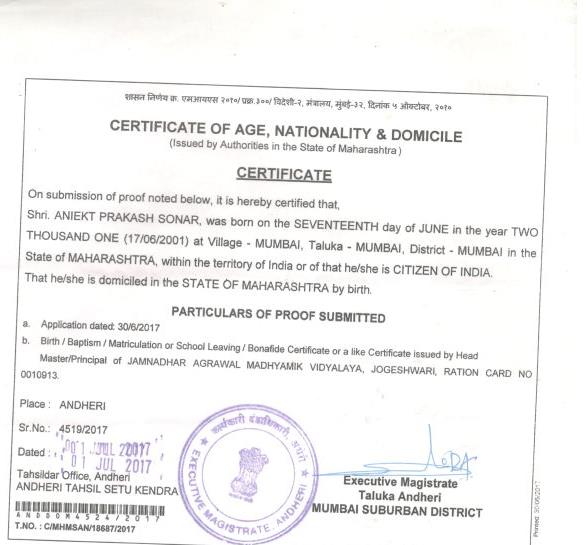 शासन निर्णय क्र. एमआयएस २०१०/ प्रक्र.३००/ विदेशी-२, मंत्रालय, मुंबई-३२, दिनांक ५ ऑक्टोबर, २०१०
CERTIFICATE OF AGE, NATIONALITY & DOMICILE
(Issued by Authorities in the State of Maharashtra )
CERTIFICATE
On submission of proof noted below, it is hereby certified that,
Shri. ANIEKT PRAKASH SONAR, was born on the SEVENTEENTH day of JUNE in the year TWO
THOUSAND ONE (17/06/2001) at Village - MUMBAI, Taluka - MUMBAI, District - MUMBAI in the
State of MAHARASHTRA, within the territory of India or of that he/she is CITIZEN OF INDIA.
That he/she is domiciled in the STATE OF MAHARASHTRA by birth.
PARTICULARS OF PROOF SUBMITTED
a. Application dated: 30/6/2017
b. Birth / Baptism / Matriculation or School Leaving / Bonafide Certificate or a like Certificate issued by Head
Master/Principal of JAMNADHAR AGRAWAL MADHYAMIK VIDYALAYA, JOGESHWARI, RATION CARD NO
0010913.
Place : ANDHERI
Sr.No.: 4519/2017
Dated : 01 JUL 2017
01 JUL 2017
Tahsildar Office, Andheri
ANDHERI TAHSIL SETU KENDRA
ANDDOM4524/2017
T.NO. : C/MHMSAN/18687/2017
कार्यकारी दंडाधिकारी, अंधेरी
EXECUTIVE MAGISTRATE, ANDHERI
Executive Magistrate
Taluka Andheri
MUMBAI SUBURBAN DISTRICT
Printed: 30/06/2017